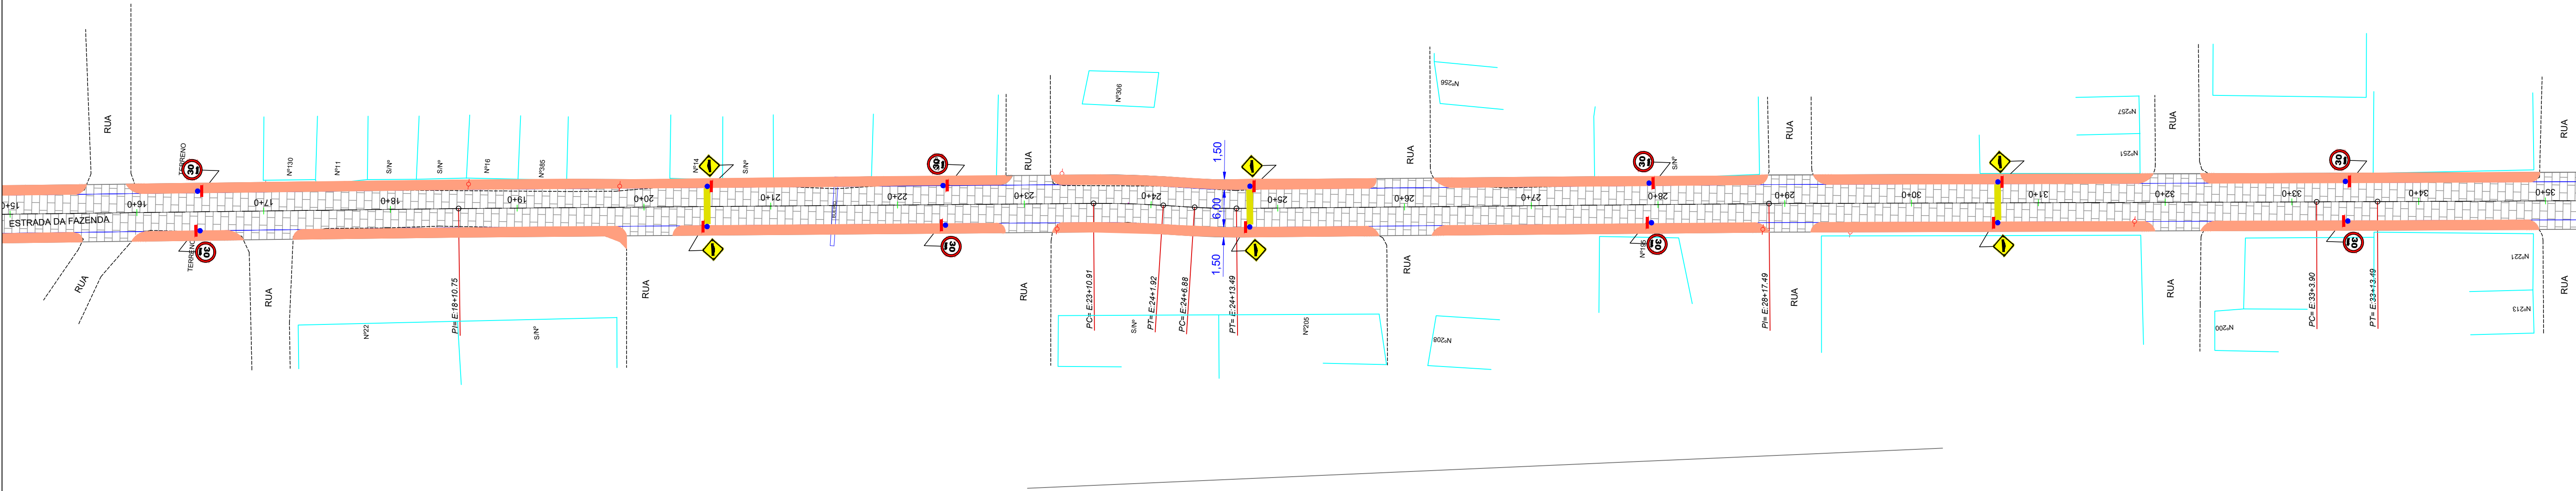 RUA
TERRENO
30
Nº130
Nº11
S/Nº
S/Nº
Nº16
Nº385
Nº14
S/Nº
30
RUA
Nº306
1,50
RUA
Nº256
30
S/Nº
RUA
Nº257
Nº251
RUA
30
RUA
15+0
16+0
17+0
18+0
19+0
20+0
21+0
22+0
23+0
24+0
25+0
26+0
27+0
28+0
29+0
30+0
31+0
32+0
33+0
34+0
35+0
ESTRADA DA FAZENDA
6,00
RUA
TERRENO
30
RUA
Nº22
PI= E:18+10.75
S/Nº
RUA
30
RUA
PC= E:23+10.91
S/Nº
PT= E:24+1.92
PC= E:24+6.88
1,50
PT= E:24+13.49
Nº205
RUA
Nº208
Nº195
30
PI= E:28+17.49
RUA
RUA
Nº200
PC= E:33+3.90
30
PT= E:33+13.49
Nº221
Nº213
RUA